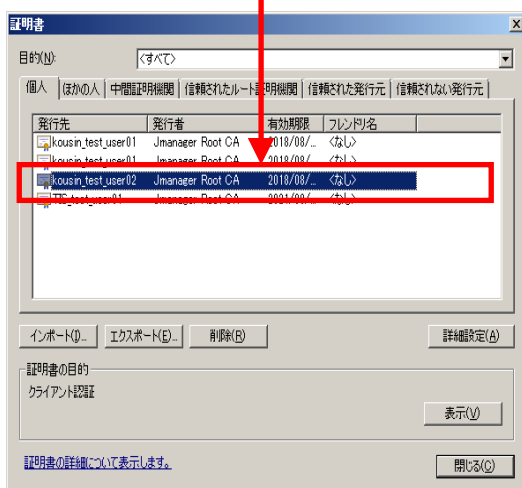 証明書
目的(N): <すべて>
個人 ほかの人 中間証明機関 信頼されたルート証明機関 信頼された発行元 信頼されない発行元
発行先 発行者 有効期限 フレンドリ名
kousin_test_user01 Jmanager Root CA 2018/08/... <なし>
kousin_test_user01 Jmanager Root CA 2018/08/... <なし>
kousin_test_user02 Jmanager Root CA 2018/08/... <なし>
Jmanager Root CA <なし>
インポート(I)... エクスポート(E)... 削除(R) 詳細設定(A)
証明書の目的
クライアント認証
表示(V)
証明書の詳細について表示します。
閉じる(C)